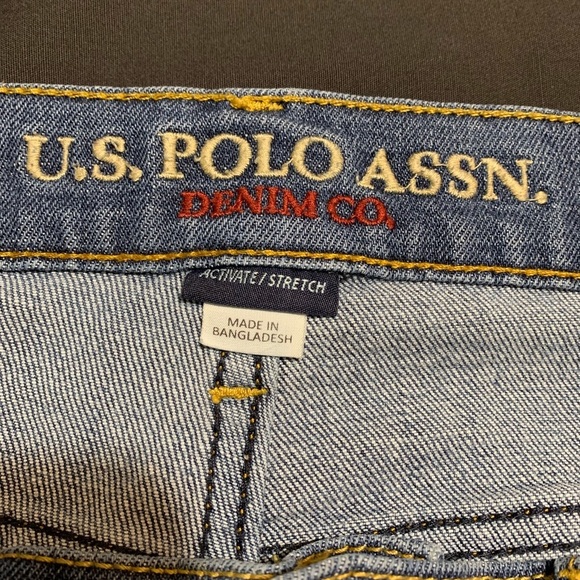 U.S. POLO ASSN.
DENIM CO.
ACTIVATE / STRETCH
MADE IN
BANGLADESH